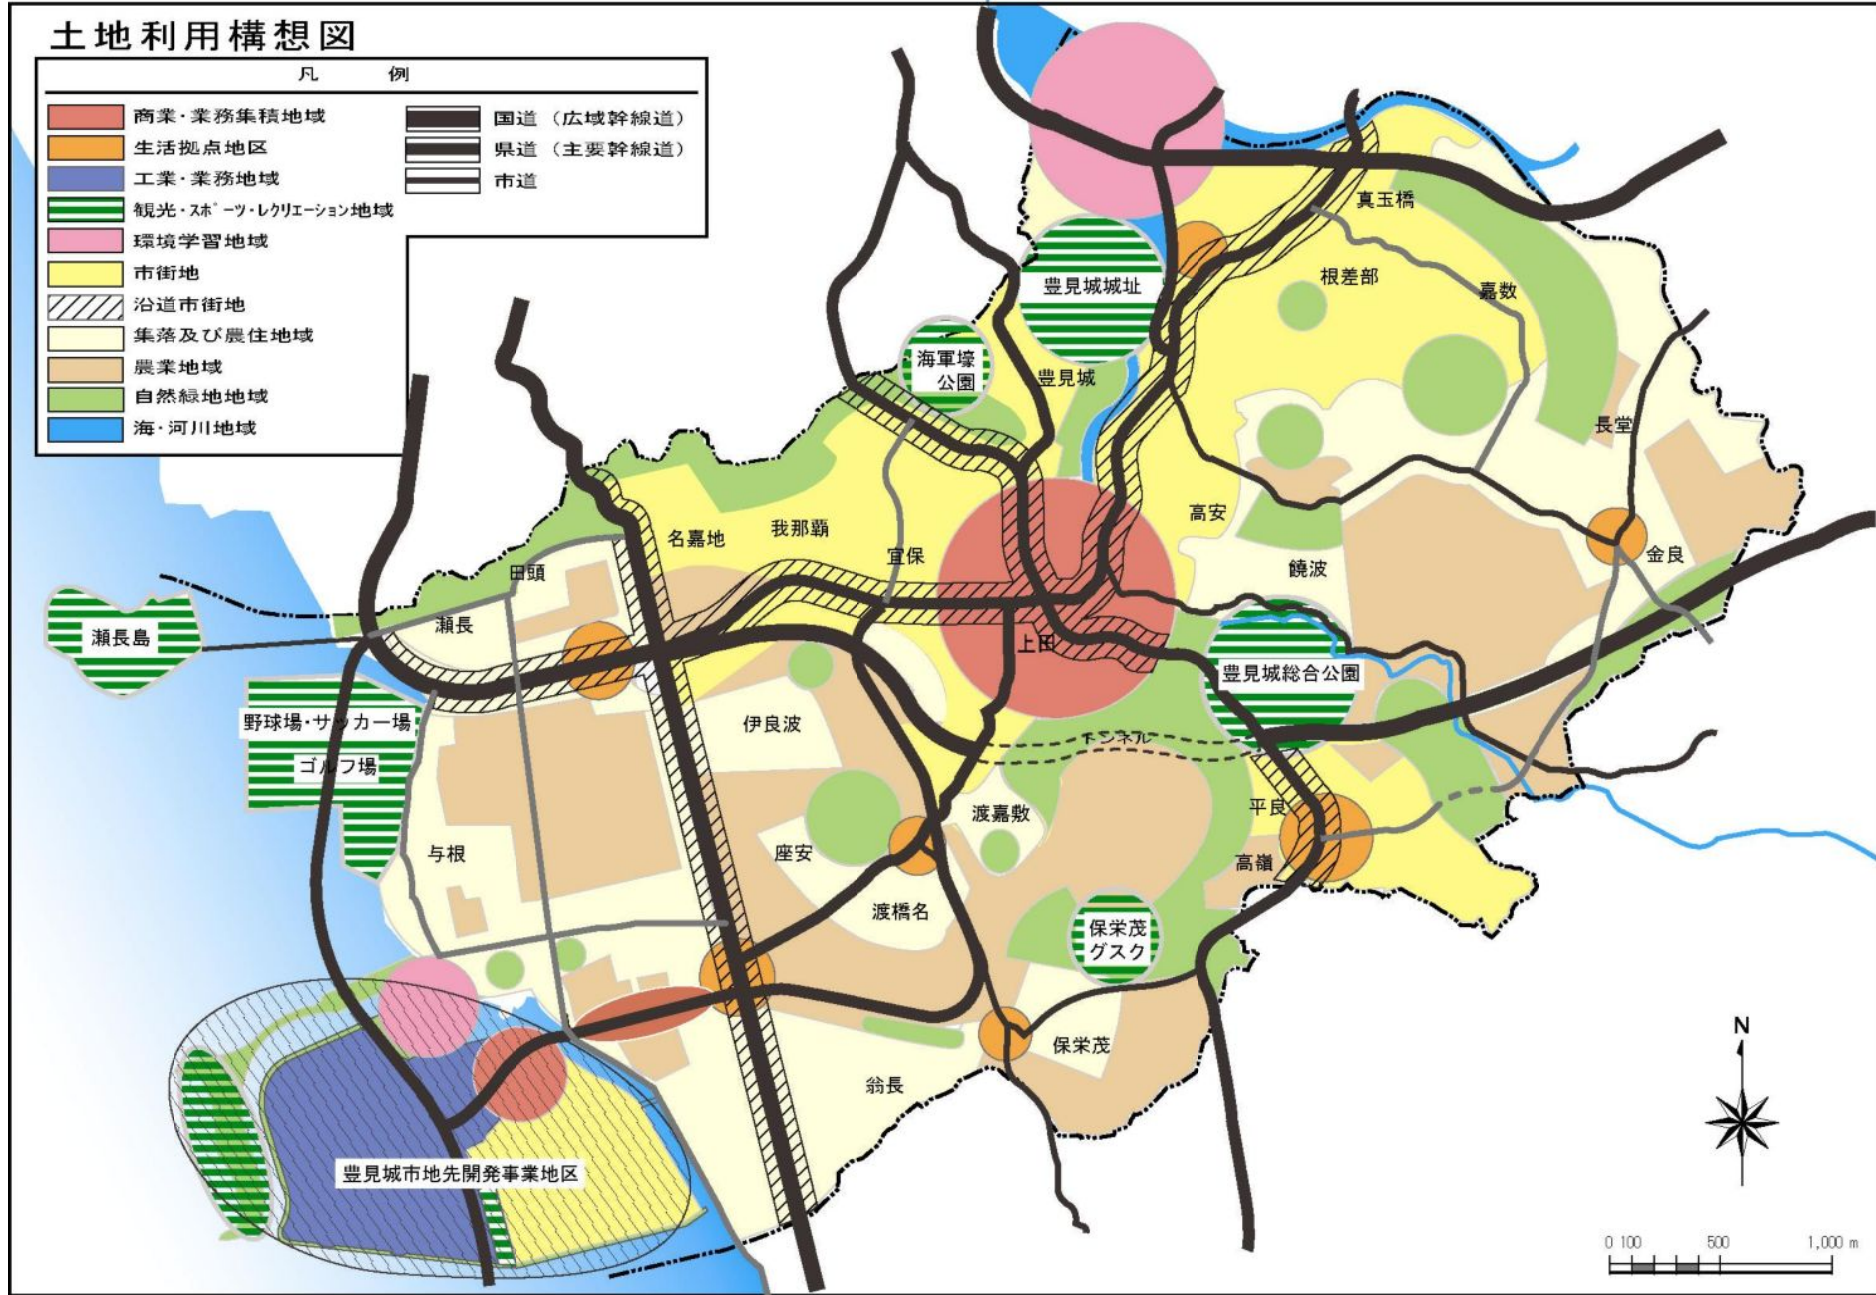 土地利用構想図
凡　例
商業・業務集積地域
生活拠点地区
工業・業務地域
観光・スポーツ・レクリエーション地域
環境学習地域
市街地
沿道市街地
集落及び農住地域
農業地域
自然緑地地域
海・河川地域
国道（広域幹線道）
県道（主要幹線道）
市道
真玉橋
根差部
嘉数
豊見城城址
海軍壕
公園
豊見城
長堂
高安
名嘉地
我那覇
宜保
金良
饒波
田頭
瀬長
瀬長島
上田
豊見城総合公園
野球場・サッカー場
ゴルフ場
伊良波
トンネル
渡嘉敷
平良
与根
座安
高嶺
渡橋名
保栄茂
グスク
保栄茂
翁長
豊見城市地先開発事業地区
N
0 100 500 1,000 m